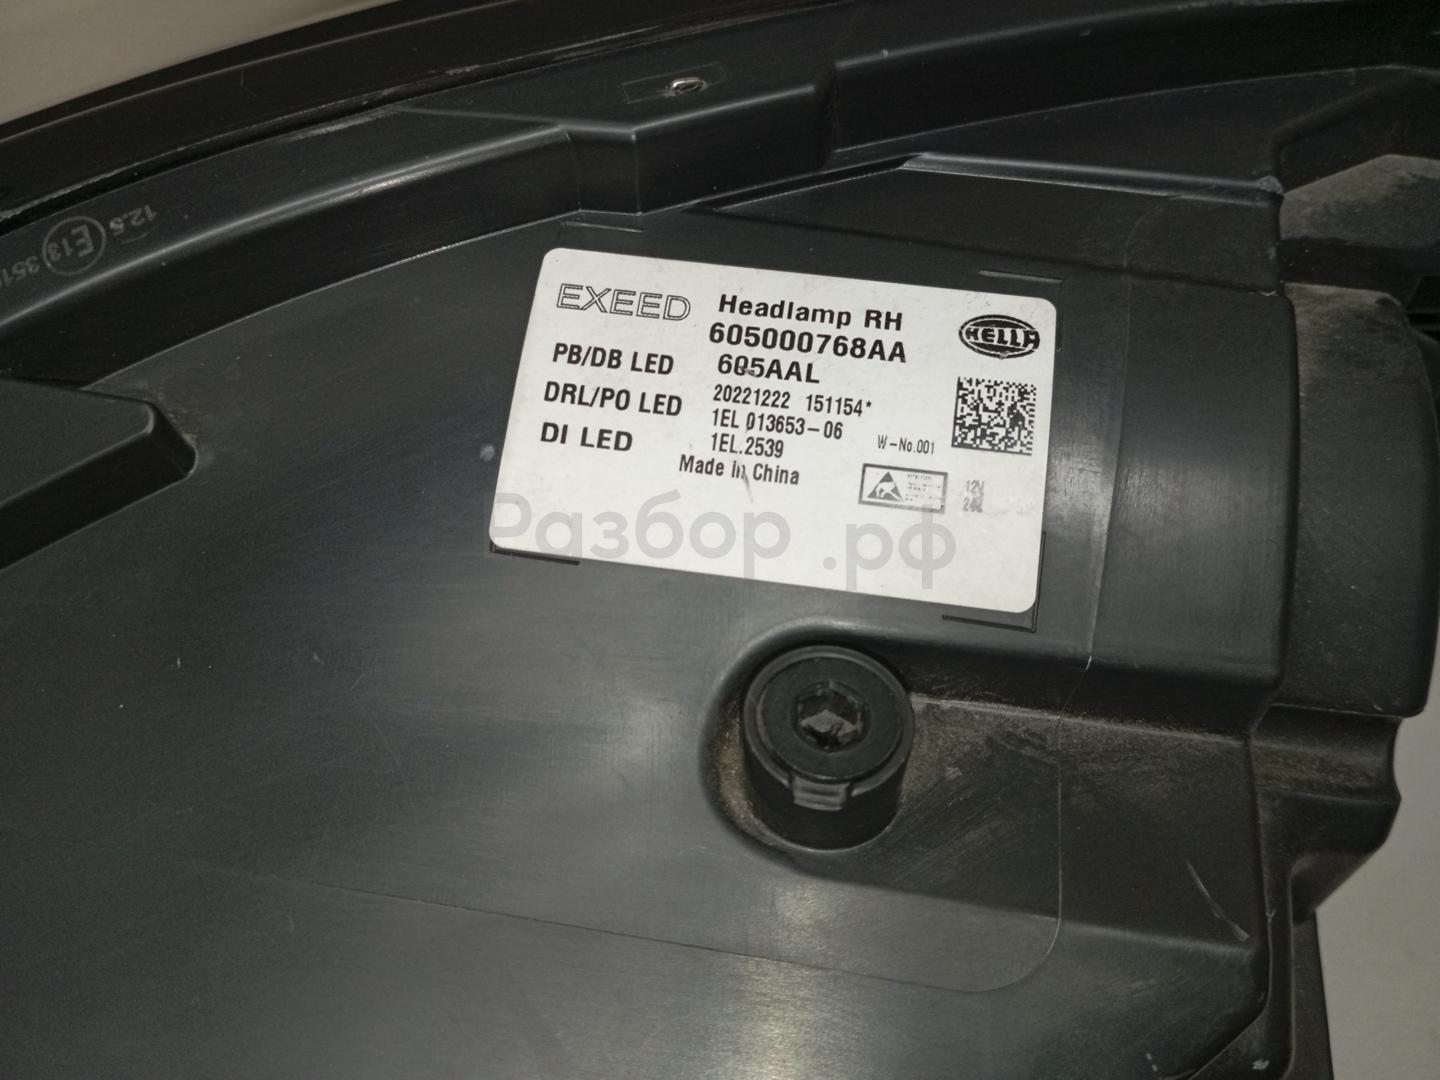 12.5 E13 351
EXEED
Headlamp RH
605000768AA
HELLA
PB/DB LED
605AAL
DRL/PO LED
20221222 151154*
1EL 013653-06
DI LED
1EL.2539
W-No.001
Made in China
12V
Разбор.рф